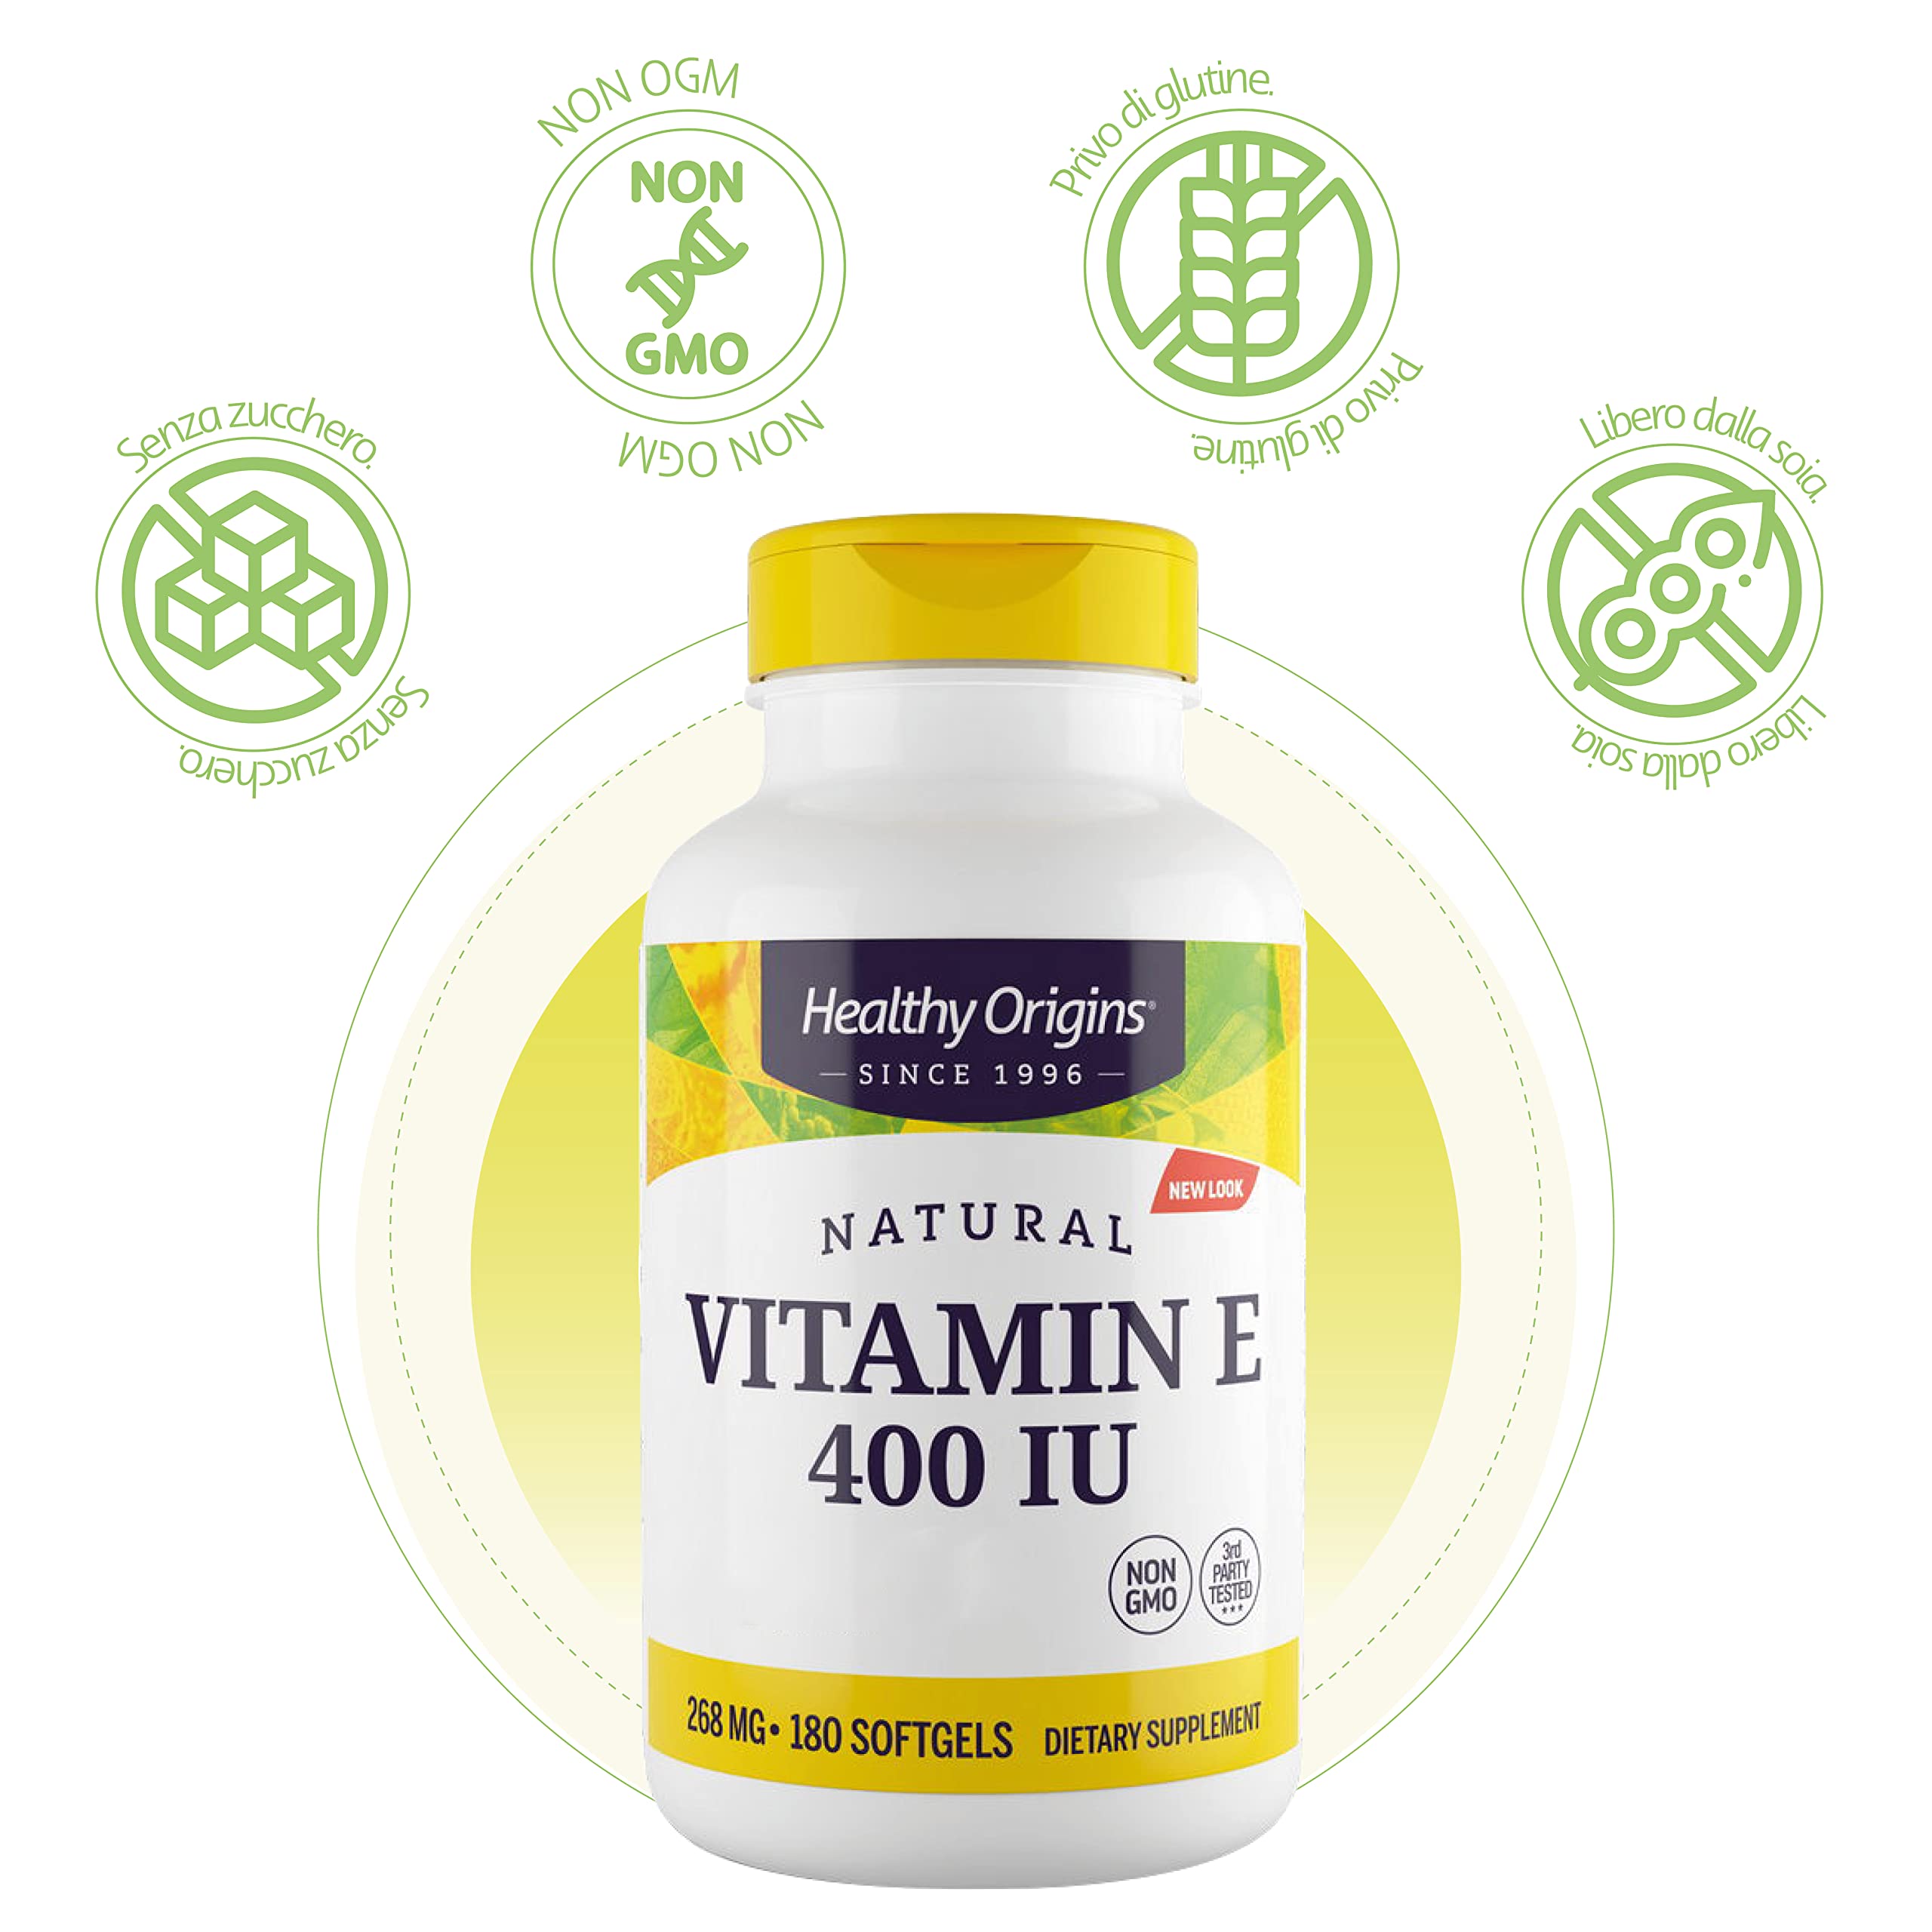 NON OGM
NON
GMO
NON OGM
Privo di glutine.
Privo di glutine.
Senza zucchero.
Senza zucchero.
Libero dalla soia.
Libero dalla soia.
Healthy Origins®
SINCE 1996
NEW LOOK
NATURAL
VITAMIN E
400 IU
NON
GMO
3rd
PARTY
TESTED
268 MG • 180 SOFTGELS DIETARY SUPPLEMENT